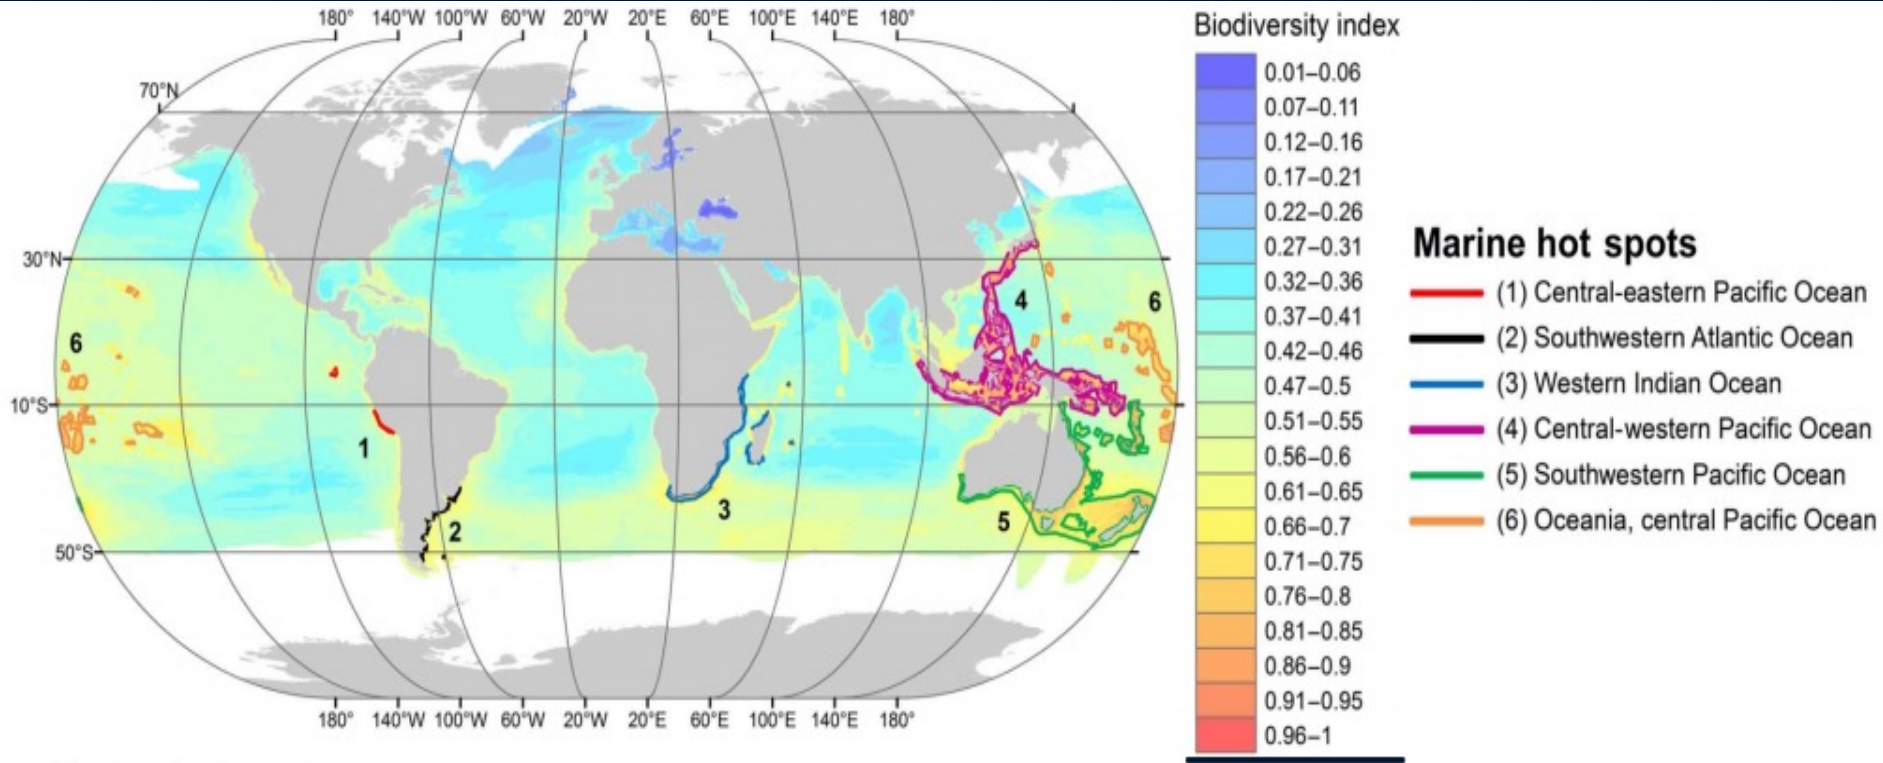 180° 140°W 100°W 60°W 20°W 20°E 60°E 100°E 140°E 180°
70°N
30°N
10°S
50°S
6
4
6
1
2
3
5
180° 140°W 100°W 60°W 20°W 20°E 60°E 100°E 140°E 180°
Biodiversity index
0.01–0.06
0.07–0.11
0.12–0.16
0.17–0.21
0.22–0.26
0.27–0.31
0.32–0.36
0.37–0.41
0.42–0.46
0.47–0.5
0.51–0.55
0.56–0.6
0.61–0.65
0.66–0.7
0.71–0.75
0.76–0.8
0.81–0.85
0.86–0.9
0.91–0.95
0.96–1
Marine hot spots
(1) Central-eastern Pacific Ocean
(2) Southwestern Atlantic Ocean
(3) Western Indian Ocean
(4) Central-western Pacific Ocean
(5) Southwestern Pacific Ocean
(6) Oceania, central Pacific Ocean